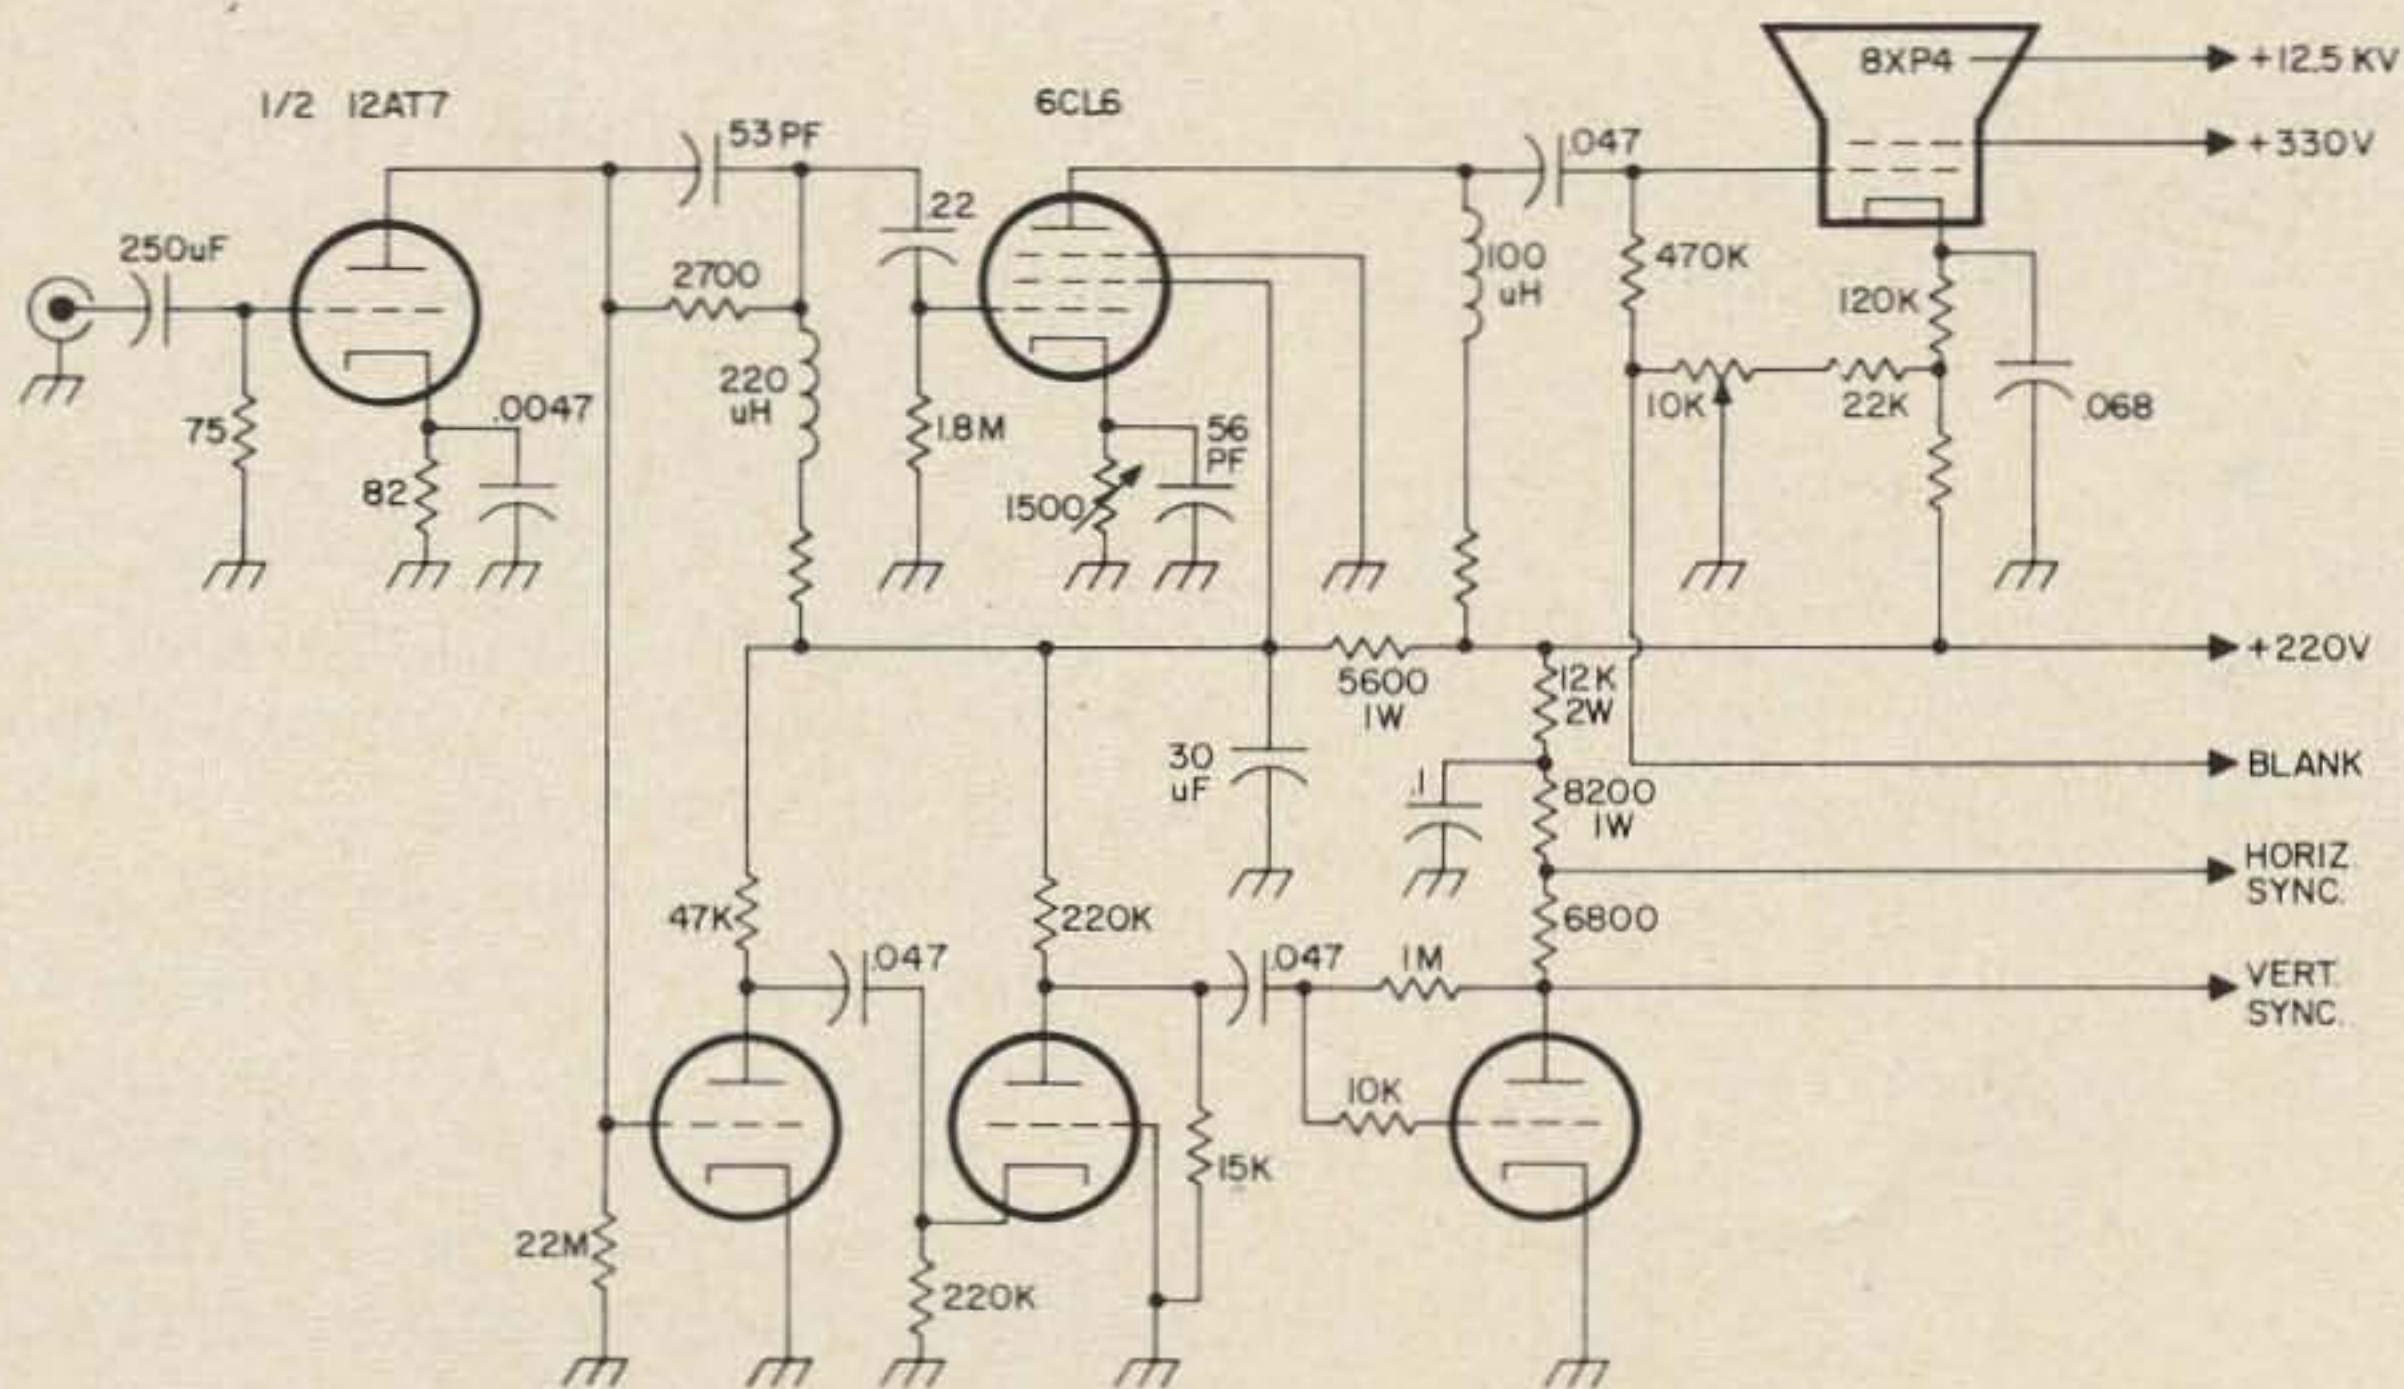 1/2 12AT7
250uF
75
82
.0047
53PF
2700
220
uH
.22
1.8M
6CL6
1500
56
PF
100
uH
.047
470K
8XP4
+12.5 KV
+330V
120K
10K
22K
.068
+220V
5600
1W
12K
2W
30
uF
.1
8200
1W
BLANK
HORIZ.
SYNC.
47K
.047
220K
.047
1M
6800
VERT.
SYNC.
10K
15K
22M
220K